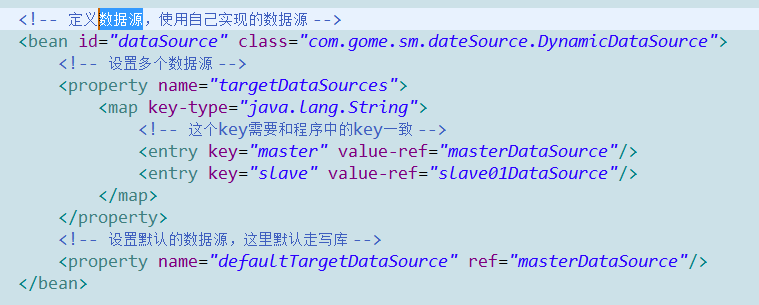 <!-- 定义数据源，使用自己实现的数据源 -->
<bean id="dataSource" class="com.gome.sm.dateSource.DynamicDataSource">
<!-- 设置多个数据源 -->
<property name="targetDataSources">
<map key-type="java.lang.String">
<!-- 这个key需要和程序中的key一致 -->
<entry key="master" value-ref="masterDataSource"/>
<entry key="slave" value-ref="slave01DataSource"/>
</map>
</property>
<!-- 设置默认的数据源，这里默认走写库 -->
<property name="defaultTargetDataSource" ref="masterDataSource"/>
</bean>